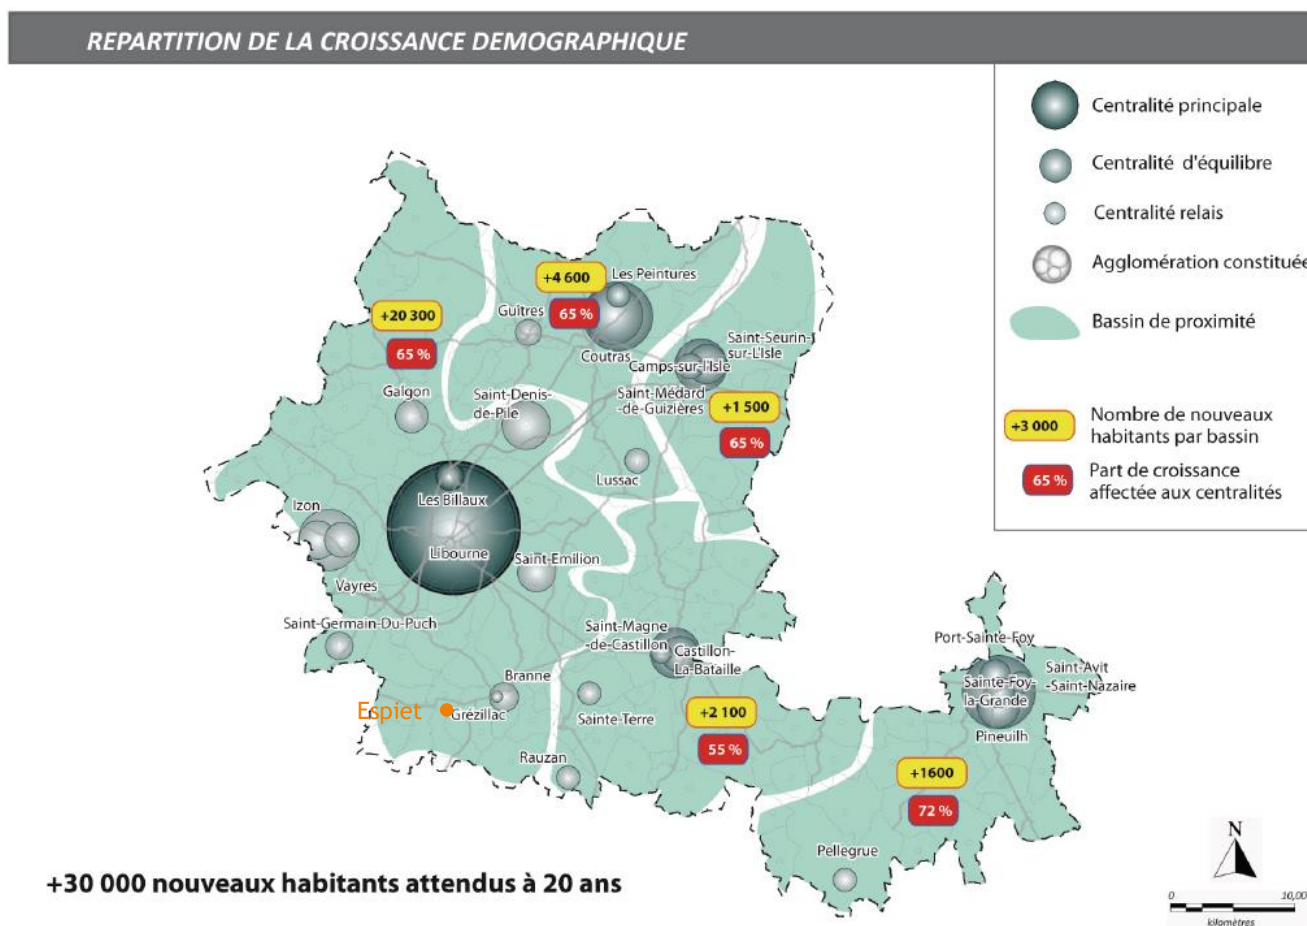 REPARTITION DE LA CROISSANCE DEMOGRAPHIQUE
Centralité principale
Centralité d'équilibre
Centralité relais
Agglomération constituée
Bassin de proximité
+3 000
Nombre de nouveaux
habitants par bassin
65 %
Part de croissance
affectée aux centralités
+4 600
65 %
Les Peintures
Guîtres
Coutras
+20 300
65 %
Galgon
Saint-Denis-
de-Pile
Saint-Seurin-
sur-L'Isle
Camps-sur-l'Isle
Saint-Médard
-de-Guizières
+1 500
65 %
Lussac
Les Billaux
Libourne
Izon
Vayres
Saint-Emilion
Saint-Germain-Du-Puch
Saint-Magne
-de-Castillon
Castillon-
La-Bataille
Branne
Espiet
Grézillac
Sainte-Terre
Rauzan
+2 100
55 %
Port-Sainte-Foy
Sainte-Foy-
la-Grande
Saint-Avit
-Saint-Nazaire
Pineuilh
+1600
72 %
Pellegrue
+30 000 nouveaux habitants attendus à 20 ans
N
0
10,00
kilomètres